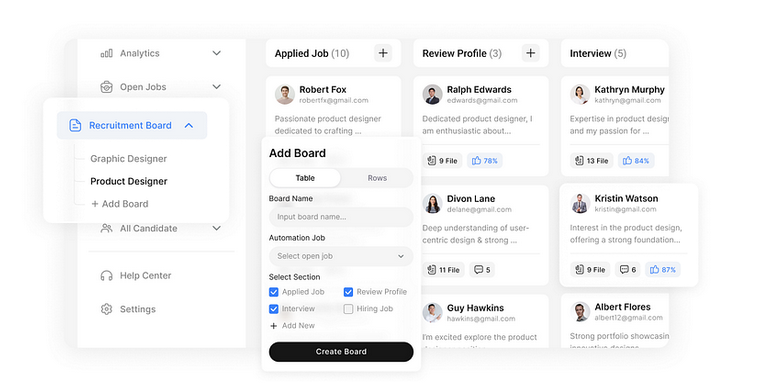 Analytics
Open Jobs
Recruitment Board
Graphic Designer
Product Designer
+ Add Board
All Candidate
Help Center
Settings
Applied Job (10)
+
Robert Fox
robertfx@gmail.com
Passionate product designer
dedicated to crafting ...
Add Board
Table
Rows
Board Name
Input board name...
Automation Job
Select open job
Select Section
Applied Job
Review Profile
Interview
Hiring Job
+ Add New
Create Board
Review Profile (3)
+
Ralph Edwards
edwards@gmail.com
Dedicated product designer, I
am enthusiastic about...
9 File
78%
Divon Lane
delane@gmail.com
Deep understanding of user-
centric design & strong ...
11 File
5
Guy Hawkins
hawkins@gmail.com
I'm excited explore the product
Interview (5)
Kathryn Murphy
kathryn@gmail.com
Expertise in product desig
and my passion for ...
13 File
84%
Kristin Watson
kristin@gmail.com
Interest in the product design,
offering a strong foundation...
9 File
6
87%
Albert Flores
albert12@gmail.com
Strong portfolio showcasin
innovative designs